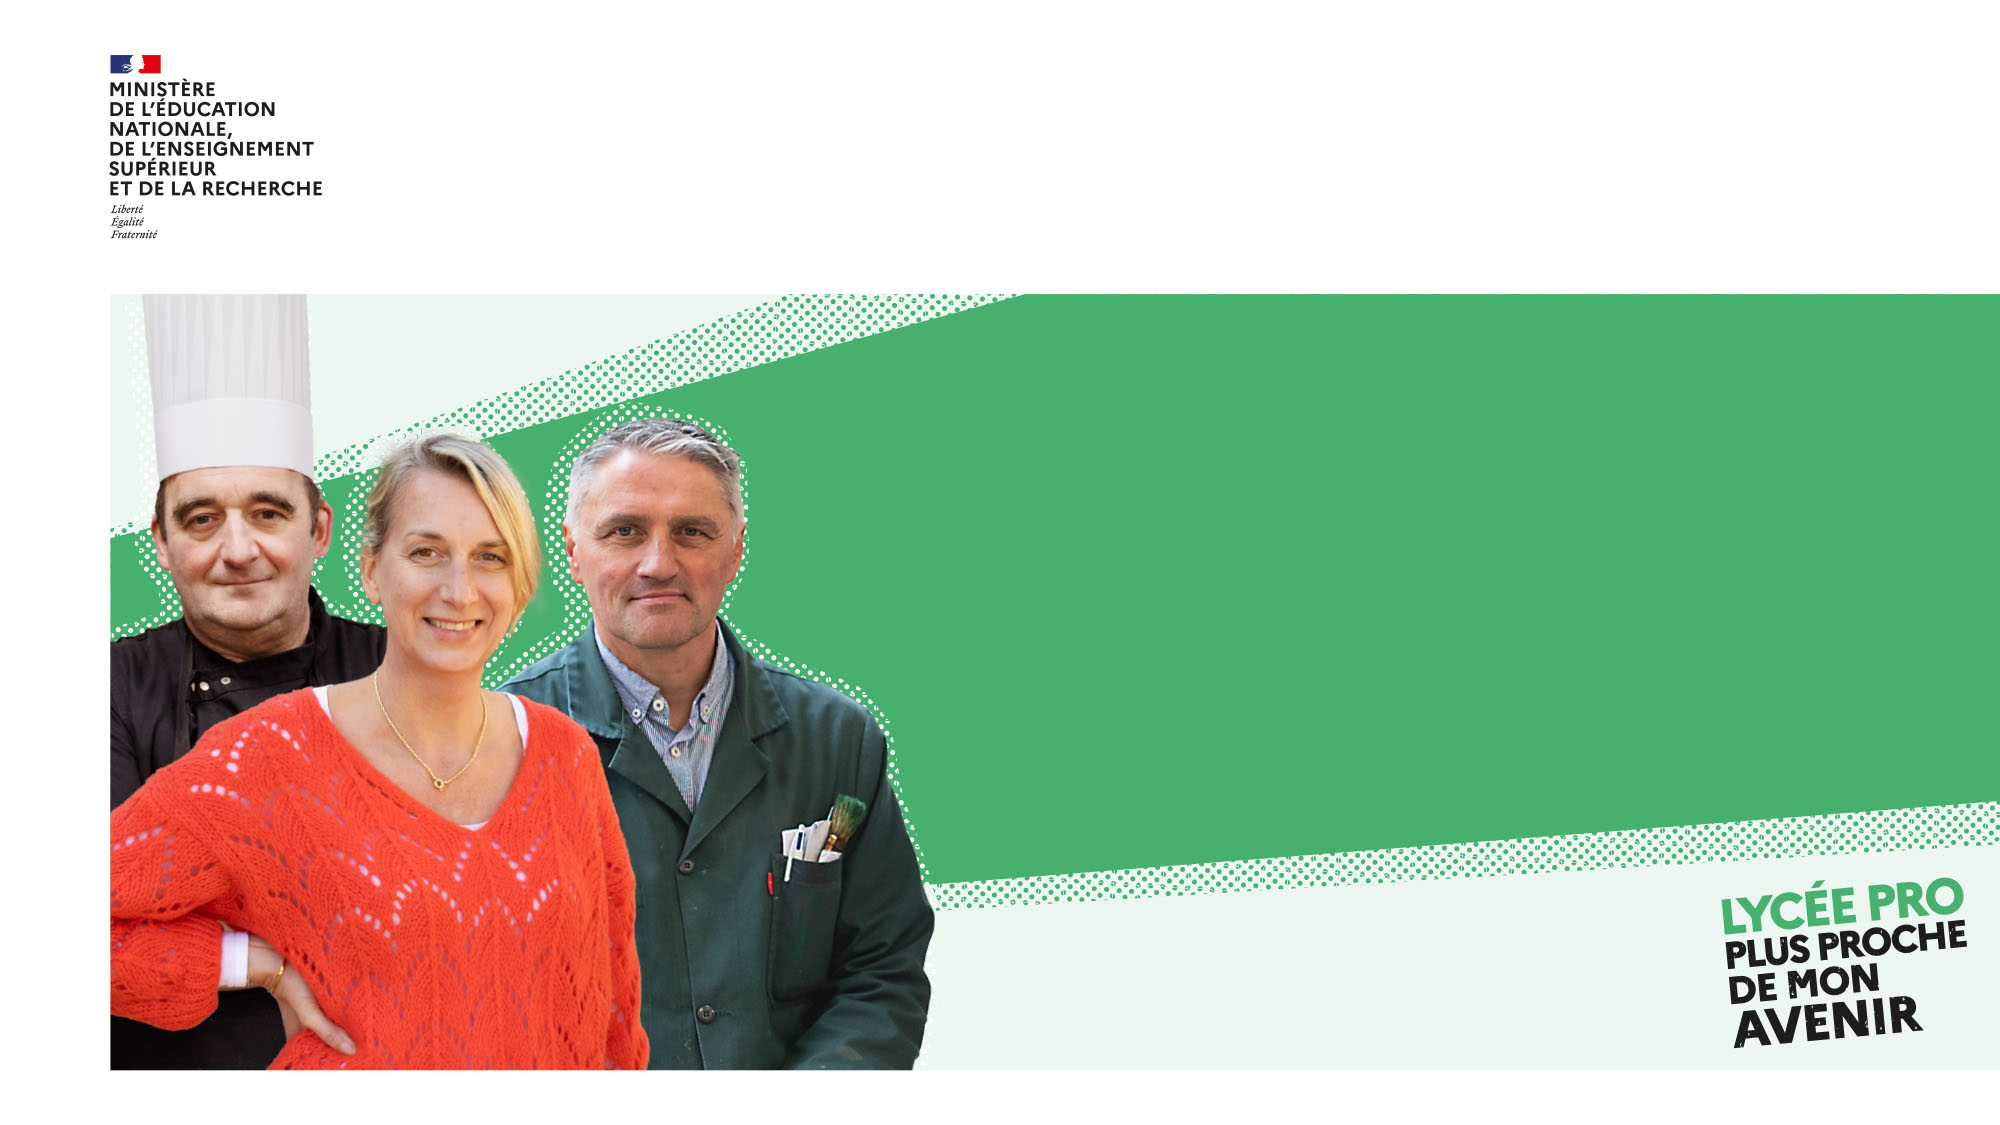 MINISTÈRE
DE L'ÉDUCATION
NATIONALE,
DE L'ENSEIGNEMENT
SUPÉRIEUR
ET DE LA RECHERCHE
Liberté
Égalité
Fraternité
LYCÉE PRO
PLUS PROCHE
DE MON
AVENIR